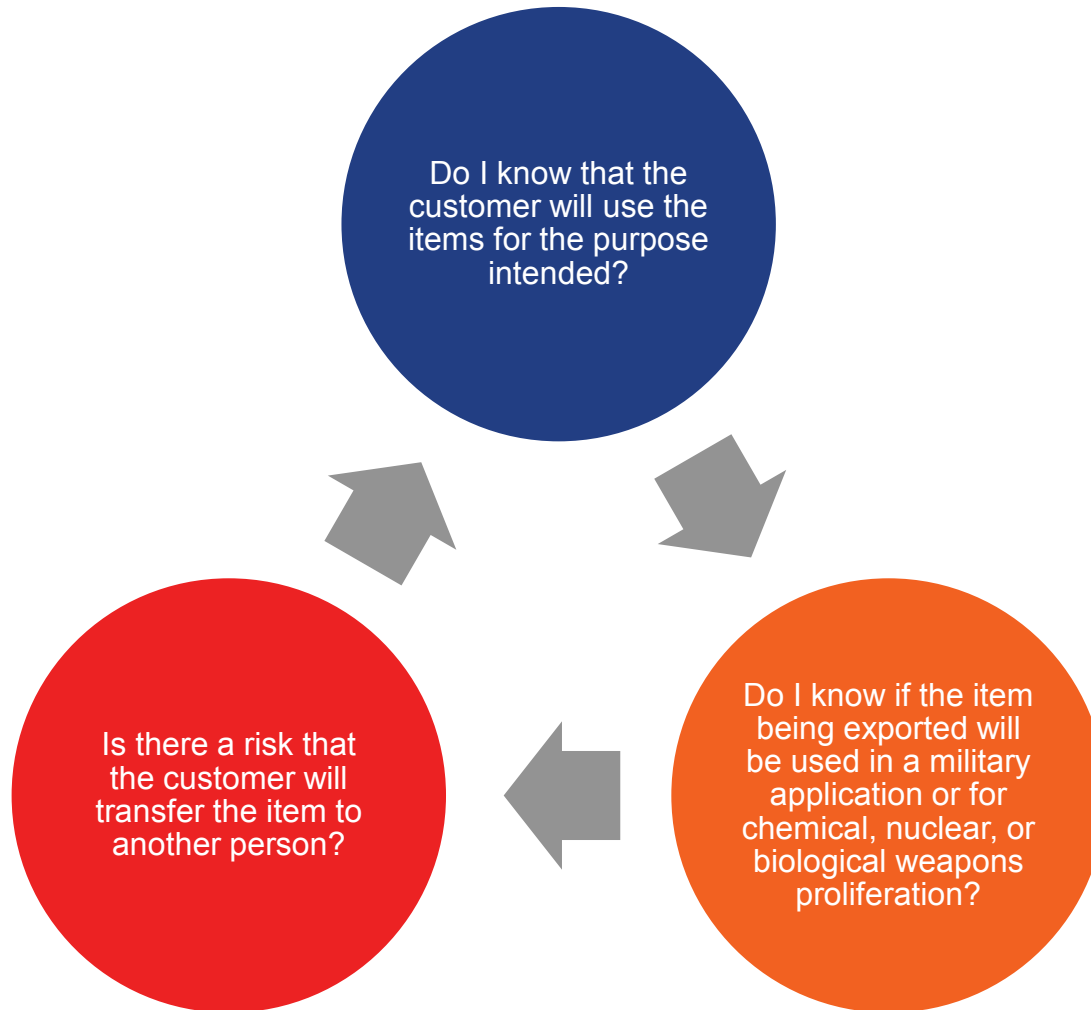 Do I know that the
customer will use the
items for the purpose
intended?
Do I know if the item
being exported will
be used in a military
application or for
chemical, nuclear, or
biological weapons
proliferation?
Is there a risk that
the customer will
transfer the item to
another person?